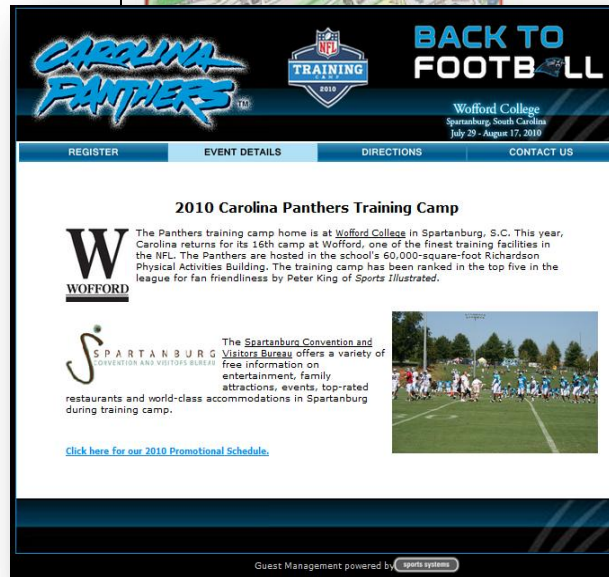 CAROLINA
PANTHERS
TM
NFL
TRAINING
CAMP
2010
BACK TO
FOOTB LL
Wofford College
Spartanburg, South Carolina
July 29 - August 17, 2010
REGISTER
EVENT DETAILS
DIRECTIONS
CONTACT US
2010 Carolina Panthers Training Camp
W
WOFFORD
The Panthers training camp home is at Wofford College in Spartanburg, S.C. This year,
Carolina returns for its 16th camp at Wofford, one of the finest training facilities in
the NFL. The Panthers are hosted in the school's 60,000-square-foot Richardson
Physical Activities Building. The training camp has been ranked in the top five in the
league for fan friendliness by Peter King of Sports Illustrated.
SPARTANBURG
CONVENTION AND VISITORS BUREAU
The Spartanburg Convention and
Visitors Bureau offers a variety of
free information on
entertainment, family
attractions, events, top-rated
restaurants and world-class accommodations in Spartanburg
during training camp.
Click here for our 2010 Promotional Schedule.
Guest Management powered by sports systems